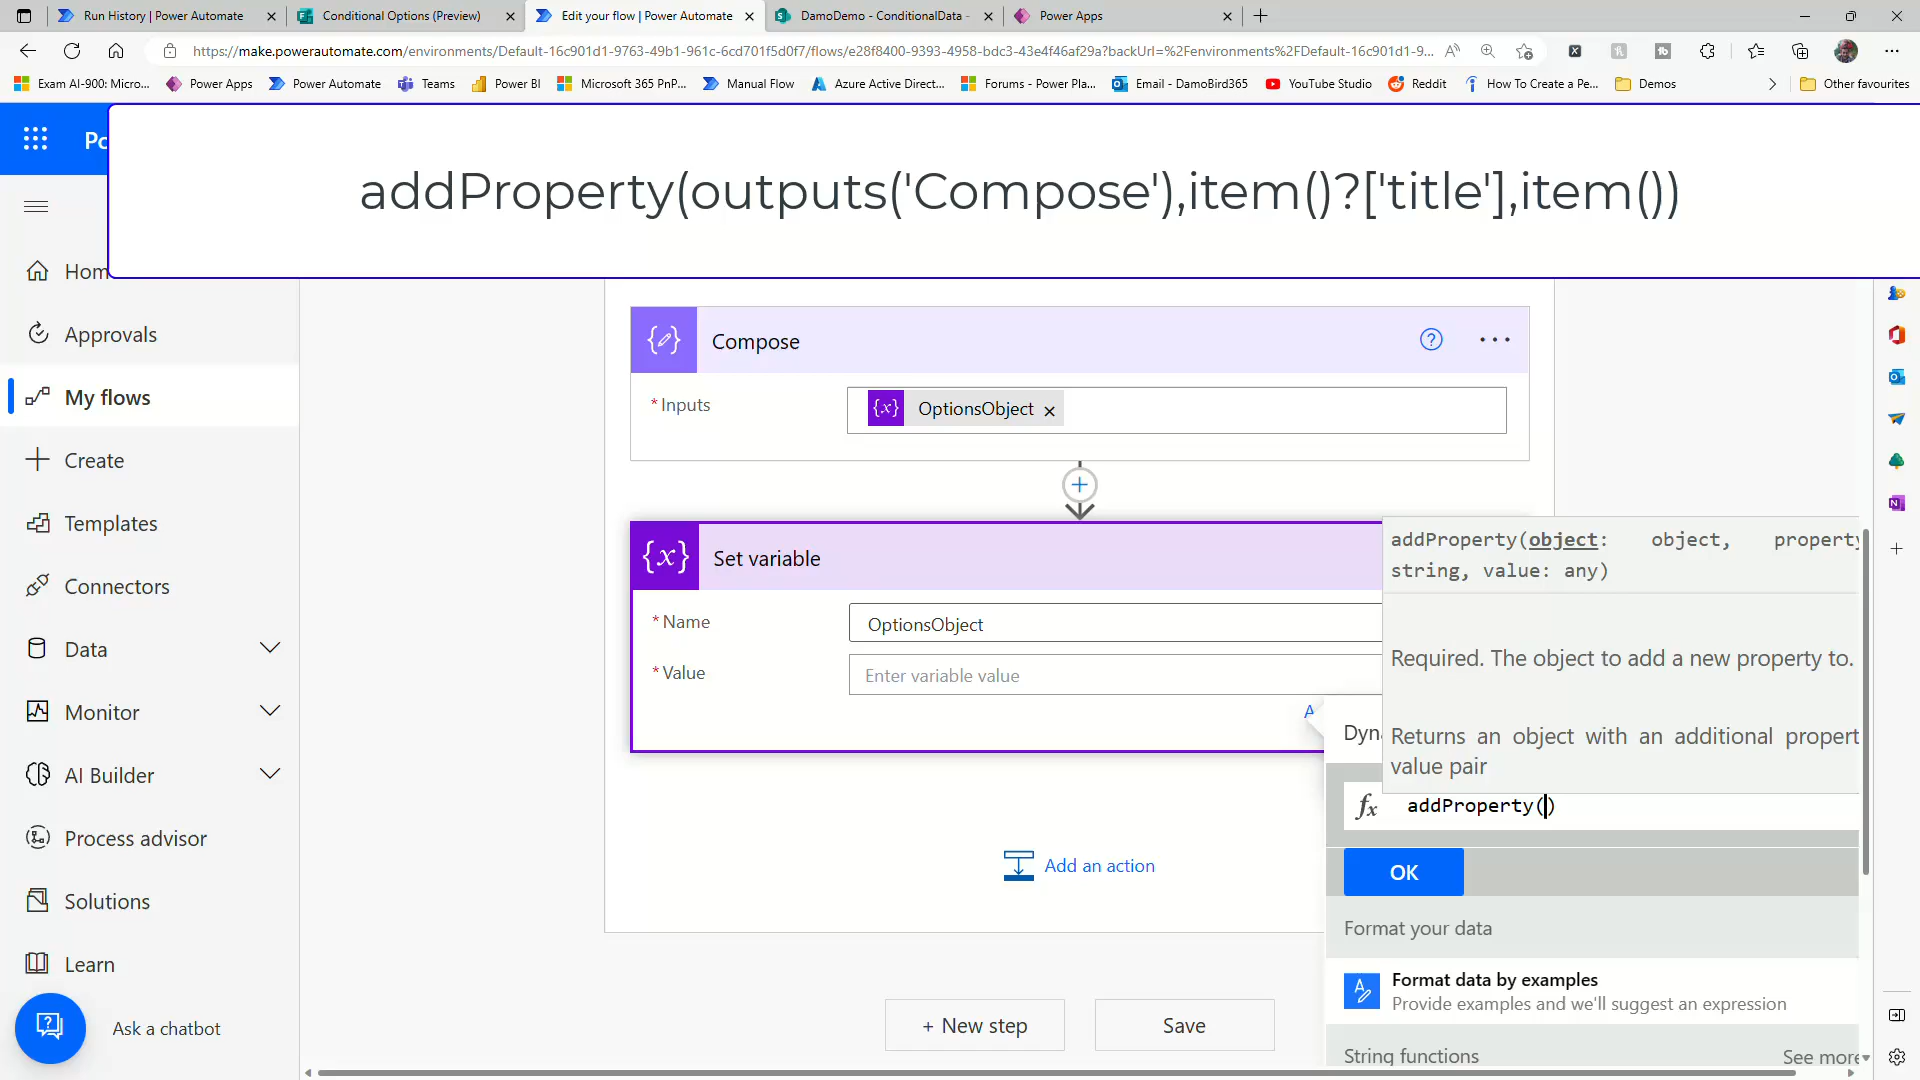 Run History | Power Automate
Conditional Options (Preview)
Edit your flow | Power Automate
DamoDemo - ConditionalData -
Power Apps
https://make.powerautomate.com/environments/Default-16c901d1-9763-49b1-961c-6cd701f5d0f7/flows/e28f8400-9393-4958-bdc3-43e4f46af29a?backUrl=%2Fenvironments%2FDefault-16c901d1-9...
Exam AI-900: Micro...
Power Apps
Power Automate
Teams
Power BI
Microsoft 365 PnP...
Manual Flow
Azure Active Direct...
Forums - Power Pla...
Email - DamoBird365
YouTube Studio
Reddit
How To Create a Pe...
Demos
Other favourites
Po
addProperty(outputs('Compose'),item()?['title'],item())
Hom
Approvals
My flows
Create
Templates
Connectors
Data
Monitor
AI Builder
Process advisor
Solutions
Learn
Ask a chatbot
Compose
* Inputs
OptionsObject
Set variable
* Name
OptionsObject
* Value
Enter variable value
A
Dyna
addProperty(object: object, property
string, value: any)
Required. The object to add a new property to.
Returns an object with an additional propert
value pair
fx addProperty()
OK
Format your data
Format data by examples
Provide examples and we'll suggest an expression
String functions
See more
Add an action
+ New step
Save